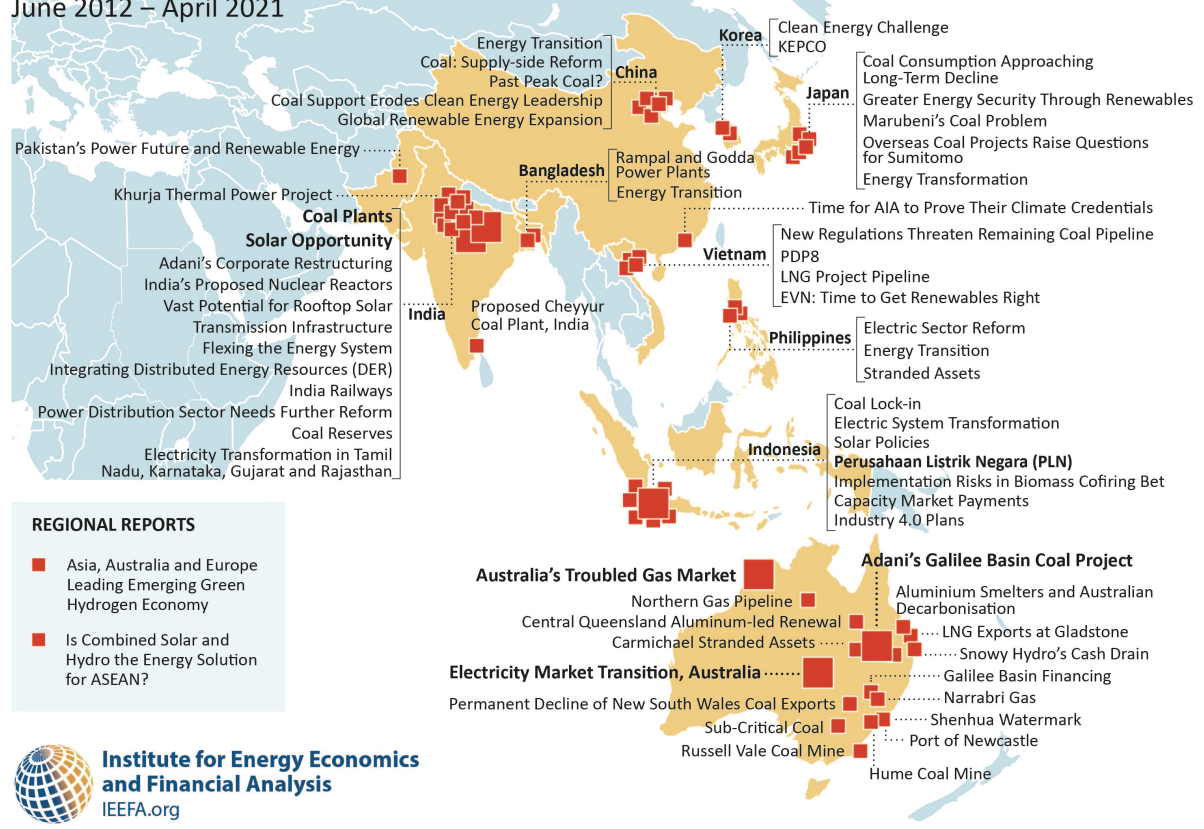 June 2012 – April 2021
Korea
Clean Energy Challenge
KEPCO
Energy Transition
Coal: Supply-side Reform
Past Peak Coal?
Coal Support Erodes Clean Energy Leadership
Global Renewable Energy Expansion
China
Japan
Coal Consumption Approaching
Long-Term Decline
Greater Energy Security Through Renewables
Marubeni's Coal Problem
Overseas Coal Projects Raise Questions
for Sumitomo
Energy Transformation
Pakistan's Power Future and Renewable Energy
Bangladesh
Rampal and Godda
Power Plants
Energy Transition
Khurja Thermal Power Project
Time for AIA to Prove Their Climate Credentials
Coal Plants
Solar Opportunity
Adani's Corporate Restructuring
India's Proposed Nuclear Reactors
Vast Potential for Rooftop Solar
Transmission Infrastructure
Flexing the Energy System
Integrating Distributed Energy Resources (DER)
India Railways
Power Distribution Sector Needs Further Reform
Coal Reserves
Electricity Transformation in Tamil
Nadu, Karnataka, Gujarat and Rajasthan
India
Proposed Cheyyur
Coal Plant, India
Vietnam
New Regulations Threaten Remaining Coal Pipeline
PDP8
LNG Project Pipeline
EVN: Time to Get Renewables Right
Philippines
Electric Sector Reform
Energy Transition
Stranded Assets
Indonesia
Coal Lock-in
Electric System Transformation
Solar Policies
Perusahaan Listrik Negara (PLN)
Implementation Risks in Biomass Cofiring Bet
Capacity Market Payments
Industry 4.0 Plans
REGIONAL REPORTS
Asia, Australia and Europe
Leading Emerging Green
Hydrogen Economy
Is Combined Solar and
Hydro the Energy Solution
for ASEAN?
Australia's Troubled Gas Market
Northern Gas Pipeline
Central Queensland Aluminum-led Renewal
Carmichael Stranded Assets
Electricity Market Transition, Australia
Permanent Decline of New South Wales Coal Exports
Sub-Critical Coal
Russell Vale Coal Mine
Adani's Galilee Basin Coal Project
Aluminium Smelters and Australian
Decarbonisation
LNG Exports at Gladstone
Snowy Hydro's Cash Drain
Galilee Basin Financing
Narrabri Gas
Shenhua Watermark
Port of Newcastle
Hume Coal Mine
Institute for Energy Economics
and Financial Analysis
IEEFA.org